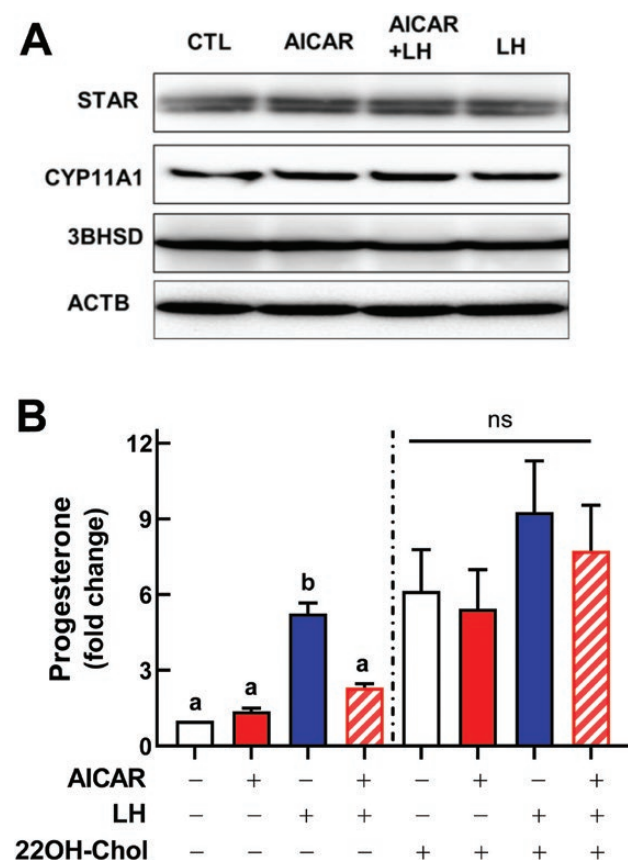 A
CTL AICAR AICAR +LH LH
STAR
CYP11A1
3BHSD
ACTB
B
Progesterone
(fold change)
12
9
6
3
0
a a b a
ns
AICAR − + − + − + − +
LH − − + + − − + +
22OH-Chol − − − − + + + +